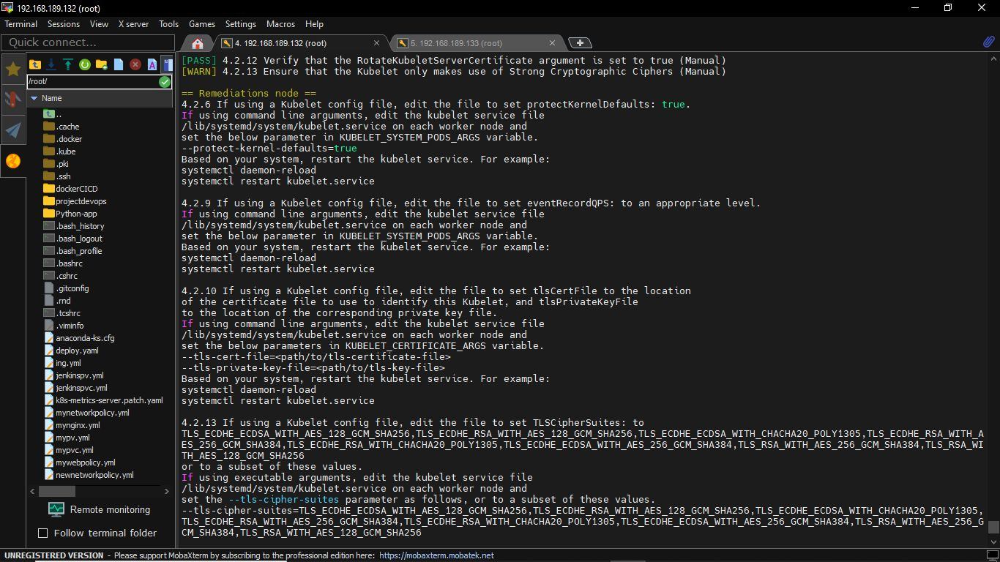 192.168.189.132 (root)
Terminal Sessions View X server Tools Games Settings Macros Help
Quick connect...
4. 192.168.189.132 (root)
5. 192.168.189.133 (root)
/root/
Name
..
.cache
.docker
.kube
.pki
.ssh
dockerCICD
projectdevops
Python-app
.bash_history
.bash_logout
.bash_profile
.bashrc
.cshrc
.gitconfig
.rnd
.tcshrc
.viminfo
anaconda-ks.cfg
deploy.yaml
ing.yml
jenkinspv.yml
jenkinspvc.yml
k8s-metrics-server.patch.yaml
mynetworkpolicy.yml
mynginx.yml
mypv.yml
mypvc.yml
mywebpolicy.yml
newnetworkpolicy.yml
Remote monitoring
Follow terminal folder
[PASS] 4.2.12 Verify that the RotateKubeletServerCertificate argument is set to true (Manual)
[WARN] 4.2.13 Ensure that the Kubelet only makes use of Strong Cryptographic Ciphers (Manual)
== Remediations node ==
4.2.6 If using a Kubelet config file, edit the file to set protectKernelDefaults: true.
If using command line arguments, edit the kubelet service file
/lib/systemd/system/kubelet.service on each worker node and
set the below parameter in KUBELET_SYSTEM_PODS_ARGS variable.
--protect-kernel-defaults=true
Based on your system, restart the kubelet service. For example:
systemctl daemon-reload
systemctl restart kubelet.service
4.2.9 If using a Kubelet config file, edit the file to set eventRecordQPS: to an appropriate level.
If using command line arguments, edit the kubelet service file
/lib/systemd/system/kubelet.service on each worker node and
set the below parameter in KUBELET_SYSTEM_PODS_ARGS variable.
Based on your system, restart the kubelet service. For example:
systemctl daemon-reload
systemctl restart kubelet.service
4.2.10 If using a Kubelet config file, edit the file to set tlsCertFile to the location
of the certificate file to use to identify this Kubelet, and tlsPrivateKeyFile
to the location of the corresponding private key file.
If using command line arguments, edit the kubelet service file
/lib/systemd/system/kubelet.service on each worker node and
set the below parameters in KUBELET_CERTIFICATE_ARGS variable.
--tls-cert-file=<path/to/tls-certificate-file>
--tls-private-key-file=<path/to/tls-key-file>
Based on your system, restart the kubelet service. For example:
systemctl daemon-reload
systemctl restart kubelet.service
4.2.13 If using a Kubelet config file, edit the file to set TLSCipherSuites: to
TLS_ECDHE_ECDSA_WITH_AES_128_GCM_SHA256,TLS_ECDHE_RSA_WITH_AES_128_GCM_SHA256,TLS_ECDHE_ECDSA_WITH_CHACHA20_POLY1305,TLS_ECDHE_RSA_WITH_A
ES_256_GCM_SHA384,TLS_ECDHE_RSA_WITH_CHACHA20_POLY1305,TLS_ECDHE_ECDSA_WITH_AES_256_GCM_SHA384,TLS_RSA_WITH_AES_256_GCM_SHA384,TLS_RSA_WI
TH_AES_128_GCM_SHA256
or to a subset of these values.
If using executable arguments, edit the kubelet service file
/lib/systemd/system/kubelet.service on each worker node and
set the --tls-cipher-suites parameter as follows, or to a subset of these values.
--tls-cipher-suites=TLS_ECDHE_ECDSA_WITH_AES_128_GCM_SHA256,TLS_ECDHE_RSA_WITH_AES_128_GCM_SHA256,TLS_ECDHE_ECDSA_WITH_CHACHA20_POLY1305,
TLS_ECDHE_RSA_WITH_AES_256_GCM_SHA384,TLS_ECDHE_RSA_WITH_CHACHA20_POLY1305,TLS_ECDHE_ECDSA_WITH_AES_256_GCM_SHA384,TLS_RSA_WITH_AES_256_G
CM_SHA384,TLS_RSA_WITH_AES_128_GCM_SHA256
UNREGISTERED VERSION - Please support MobaXterm by subscribing to the professional edition here: https://mobaxterm.mobatek.net